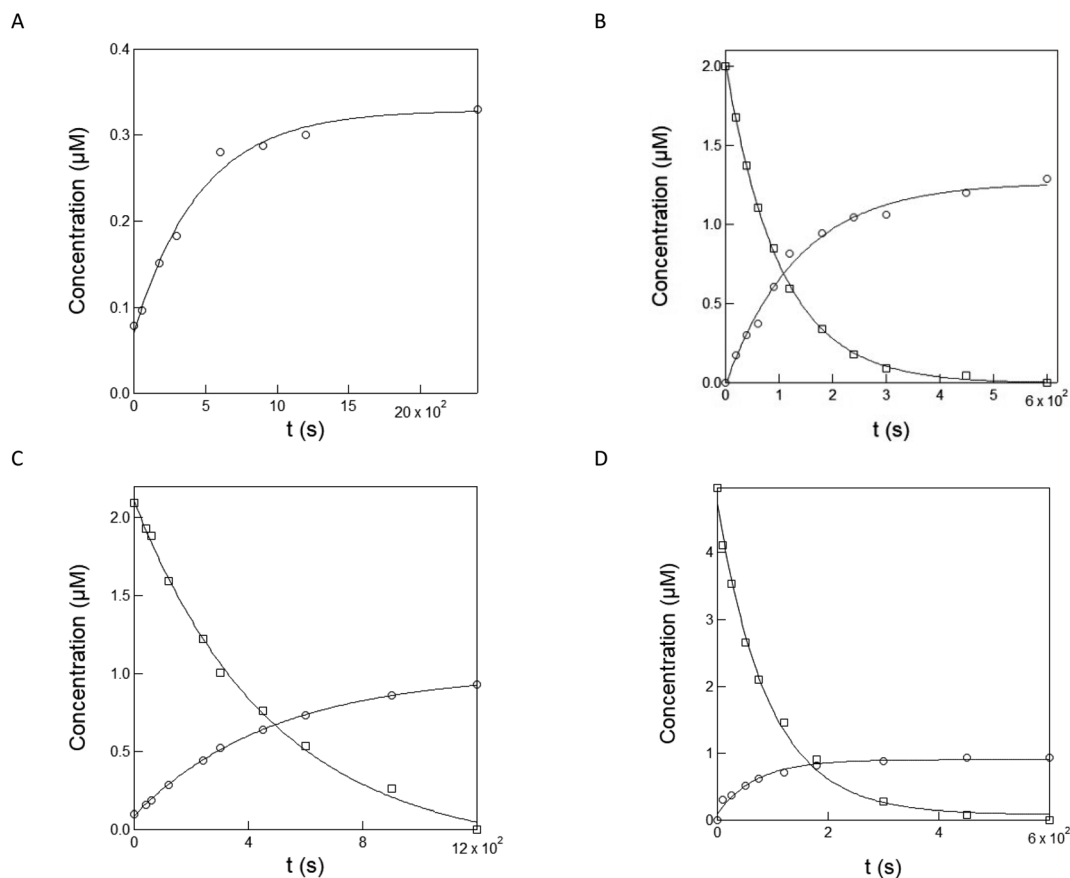 A
Concentration (μM)
0.4
0.3
0.2
0.1
0.0
0
5
10
15
20 x 10²
t (s)
B
Concentration (μM)
2.0
1.5
1.0
0.5
0.0
0
1
2
3
4
5
6 x 10²
t (s)
C
Concentration (μM)
2.0
1.5
1.0
0.5
0.0
0
4
8
12 x 10²
t (s)
D
Concentration (μM)
4
3
2
1
0
0
2
4
6 x 10²
t (s)